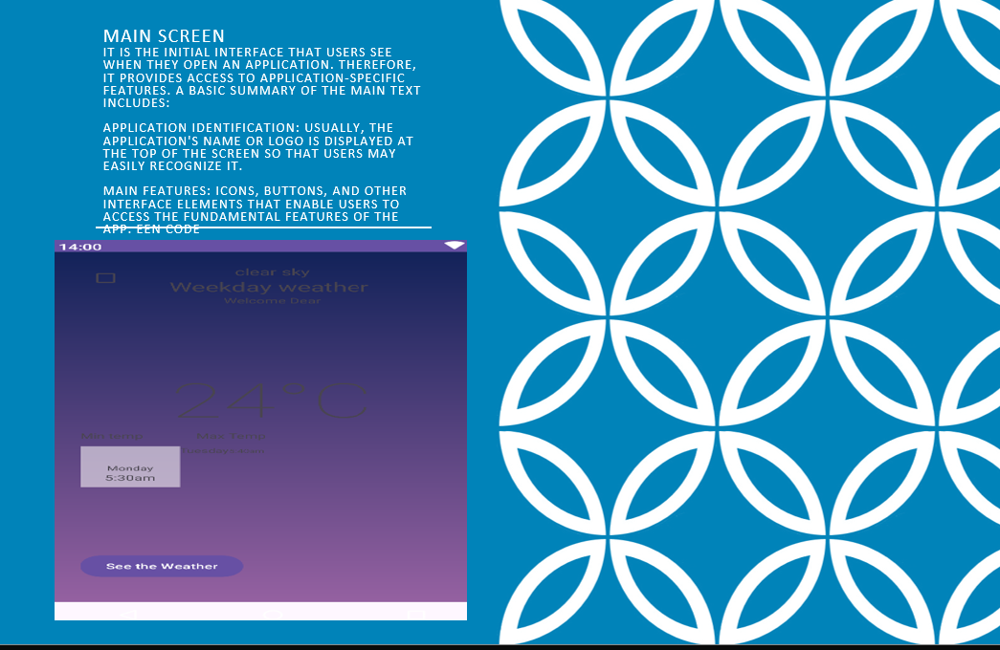 MAIN SCREEN
IT IS THE INITIAL INTERFACE THAT USERS SEE
WHEN THEY OPEN AN APPLICATION. THEREFORE,
IT PROVIDES ACCESS TO APPLICATION-SPECIFIC
FEATURES. A BASIC SUMMARY OF THE MAIN TEXT
INCLUDES:
APPLICATION IDENTIFICATION: USUALLY, THE
APPLICATION'S NAME OR LOGO IS DISPLAYED AT
THE TOP OF THE SCREEN SO THAT USERS MAY
EASILY RECOGNIZE IT.
MAIN FEATURES: ICONS, BUTTONS, AND OTHER
INTERFACE ELEMENTS THAT ENABLE USERS TO
ACCESS THE FUNDAMENTAL FEATURES OF THE
APP. EEN CODE
14:00
clear sky
Weekday weather
Welcome Dear
24°C
Min temp Max Temp
Monday
5:30am
See the Weather